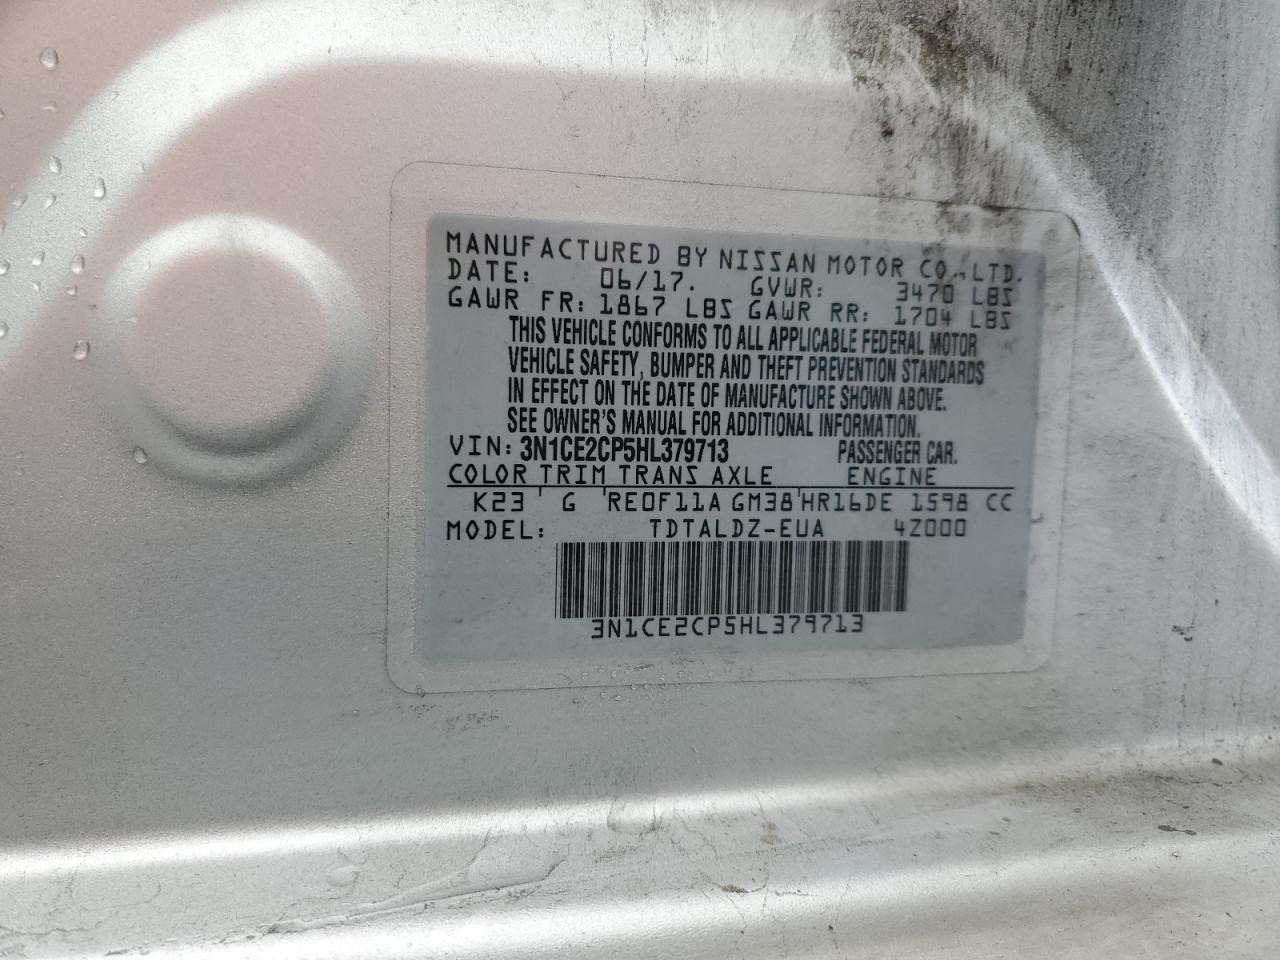 MANUFACTURED BY NISSAN MOTOR CO.,LTD.
DATE: 06/17. GVWR: 3470 LBS
GAWR FR: 1867 LBS GAWR RR: 1704 LBS
THIS VEHICLE CONFORMS TO ALL APPLICABLE FEDERAL MOTOR
VEHICLE SAFETY, BUMPER AND THEFT PREVENTION STANDARDS
IN EFFECT ON THE DATE OF MANUFACTURE SHOWN ABOVE.
SEE OWNER'S MANUAL FOR ADDITIONAL INFORMATION.
VIN: 3N1CE2CP5HL379713 PASSENGER CAR.
COLOR TRIM TRANS AXLE ENGINE
K23 ' G 'RE0F11A GM38'HR16DE 1598 CC
MODEL: TDTALDZ-EUA 4Z000
3N1CE2CP5HL379713